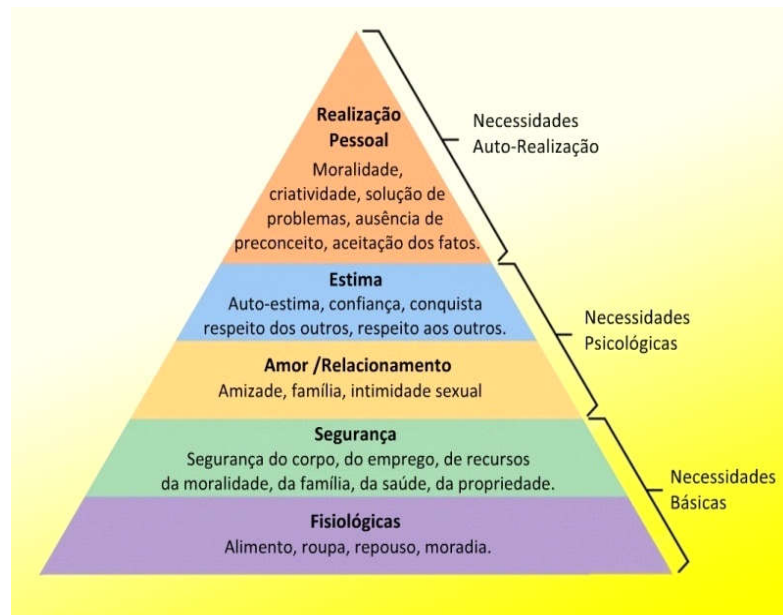 Realização
Pessoal
Moralidade,
criatividade, solução de
problemas, ausência de
preconceito, aceitação dos fatos.
Necessidades
Auto-Realização
Estima
Auto-estima, confiança, conquista
respeito dos outros, respeito aos outros.
Necessidades
Psicológicas
Amor /Relacionamento
Amizade, família, intimidade sexual
Segurança
Segurança do corpo, do emprego, de recursos
da moralidade, da família, da saúde, da propriedade.
Necessidades
Básicas
Fisiológicas
Alimento, roupa, repouso, moradia.